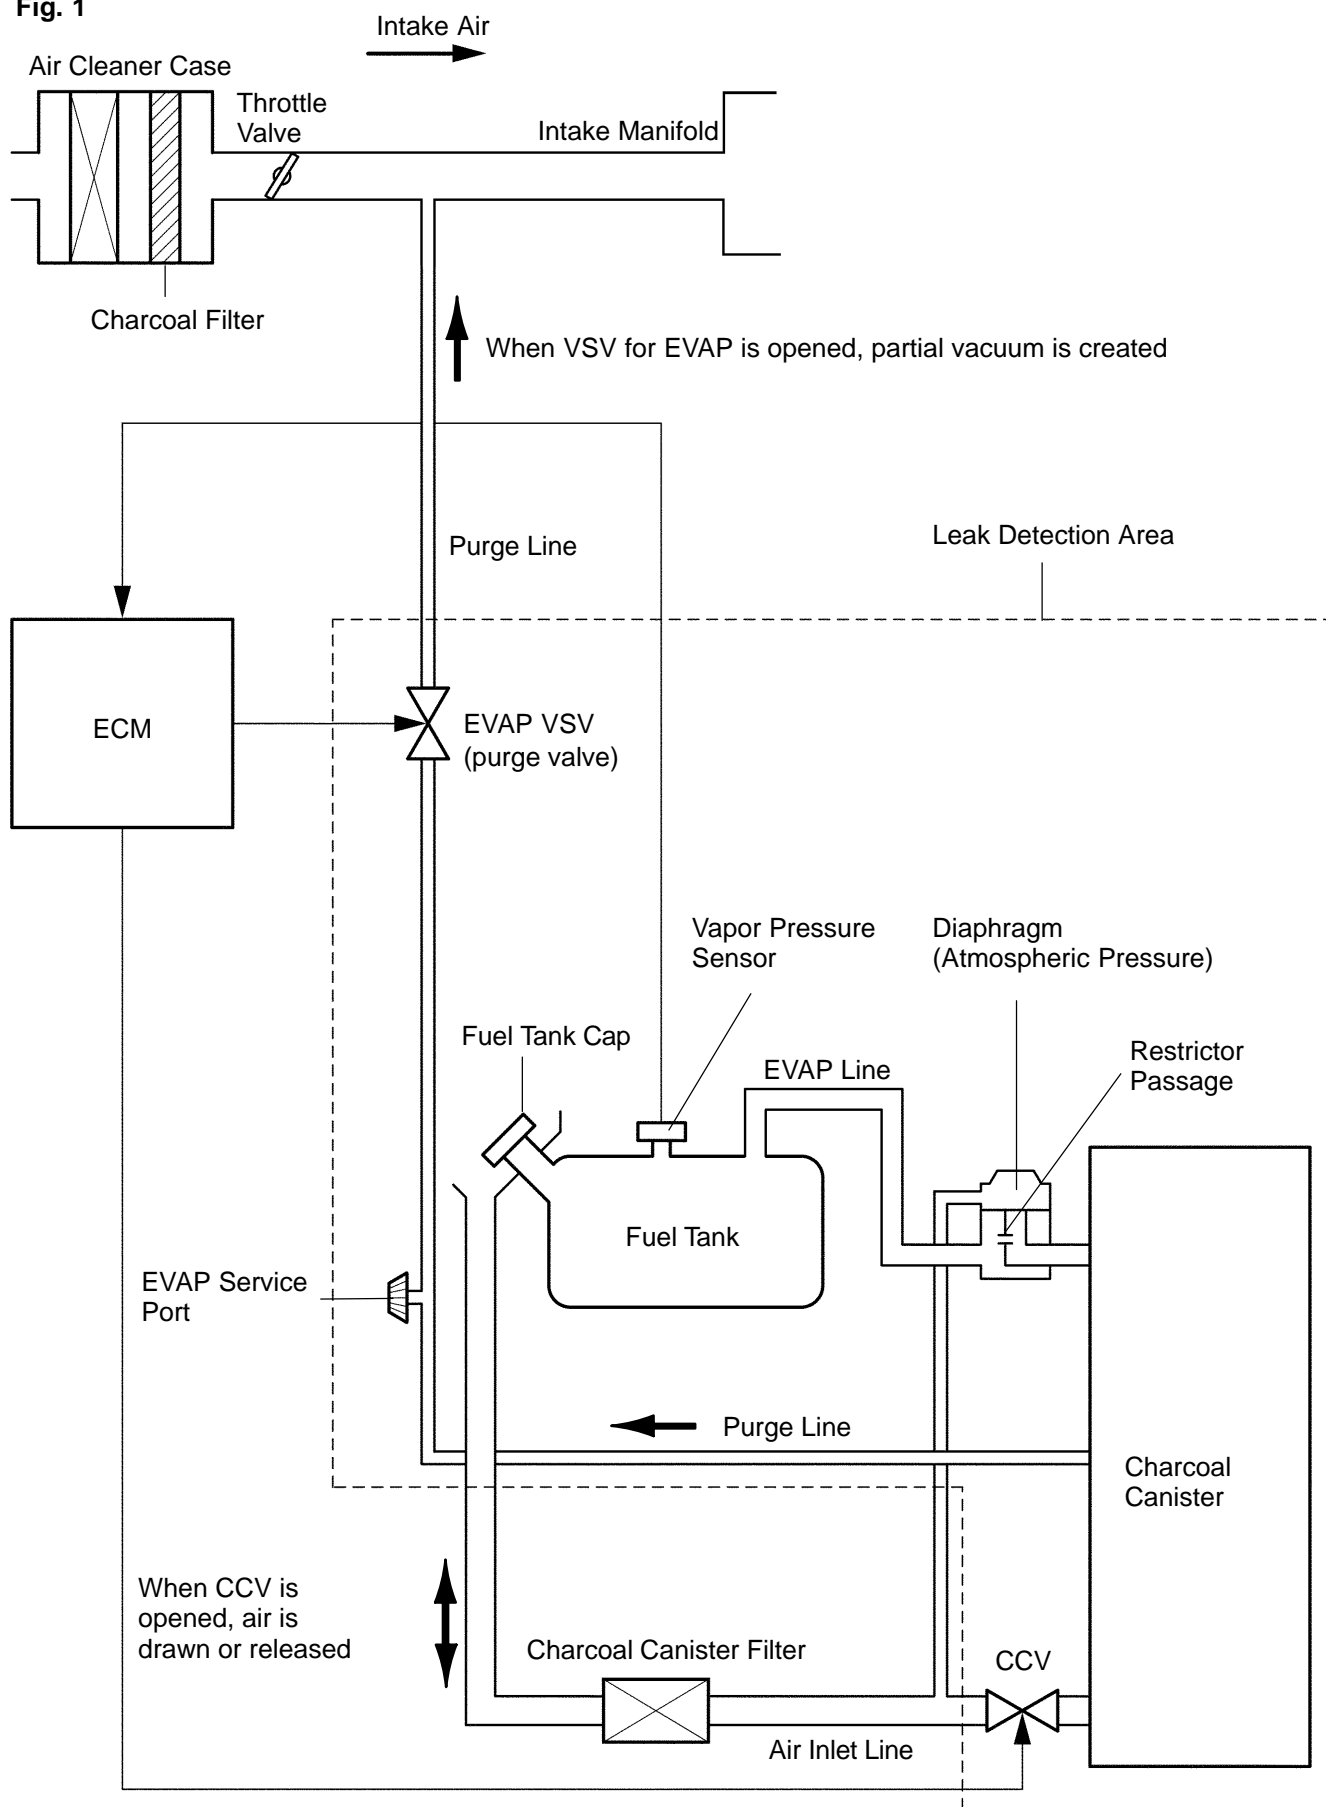 Fig. 1
Intake Air
Air Cleaner Case
Throttle
Valve
Intake Manifold
Charcoal Filter
When VSV for EVAP is opened, partial vacuum is created
Purge Line
Leak Detection Area
ECM
EVAP VSV
(purge valve)
Vapor Pressure
Sensor
Diaphragm
(Atmospheric Pressure)
Fuel Tank Cap
EVAP Line
Restrictor
Passage
Fuel Tank
EVAP Service
Port
Purge Line
Charcoal
Canister
When CCV is
opened, air is
drawn or released
Charcoal Canister Filter
CCV
Air Inlet Line